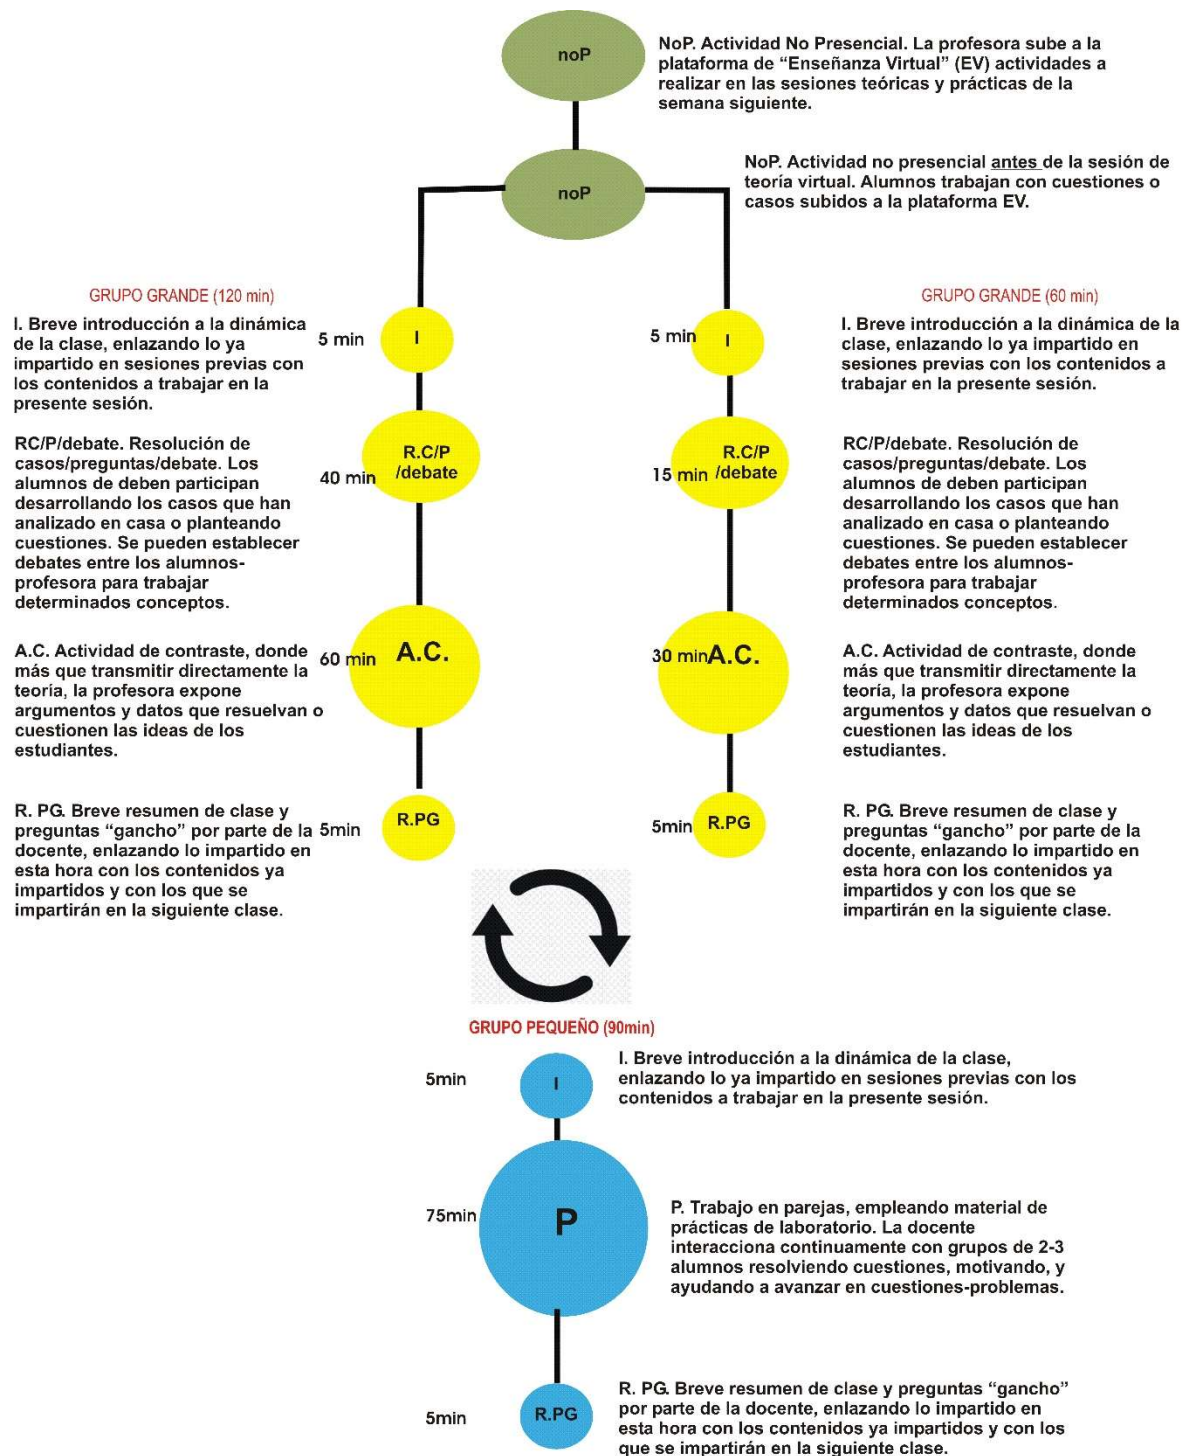 noP
NoP. Actividad No Presencial. La profesora sube a la
plataforma de “Enseñanza Virtual” (EV) actividades a
realizar en las sesiones teóricas y prácticas de la
semana siguiente.
noP
NoP. Actividad no presencial antes de la sesión de
teoría virtual. Alumnos trabajan con cuestiones o
casos subidos a la plataforma EV.
GRUPO GRANDE (120 min)
I. Breve introducción a la dinámica
de la clase, enlazando lo ya
impartido en sesiones previas con
los contenidos a trabajar en la
presente sesión.
5 min
I
RC/P/debate. Resolución de
casos/preguntas/debate. Los
alumnos de deben participan
desarrollando los casos que han
analizado en casa o planteando
cuestiones. Se pueden establecer
debates entre los alumnos-
profesora para trabajar
determinados conceptos.
40 min
R.C/P
/debate
A.C. Actividad de contraste, donde
más que transmitir directamente la
teoría, la profesora expone
argumentos y datos que resuelvan o
cuestionen las ideas de los
estudiantes.
60 min
A.C.
R. PG. Breve resumen de clase y
preguntas “gancho” por parte de la
docente, enlazando lo impartido en
esta hora con los contenidos ya
impartidos y con los que se
impartirán en la siguiente clase.
5min
R.PG
GRUPO GRANDE (60 min)
5 min
I
I. Breve introducción a la dinámica de la
clase, enlazando lo ya impartido en
sesiones previas con los contenidos a
trabajar en la presente sesión.
15 min
R.C/P
/debate
RC/P/debate. Resolución de
casos/preguntas/debate. Los
alumnos de deben participan
desarrollando los casos que han
analizado en casa o planteando
cuestiones. Se pueden establecer
debates entre los alumnos-
profesora para trabajar
determinados conceptos.
30 min
A.C.
A.C. Actividad de contraste, donde
más que transmitir directamente la
teoría, la profesora expone
argumentos y datos que resuelvan o
cuestionen las ideas de los
estudiantes.
5min
R.PG
R. PG. Breve resumen de clase y
preguntas “gancho” por parte de la
docente, enlazando lo impartido en
esta hora con los contenidos ya
impartidos y con los que se
impartirán en la siguiente clase.
GRUPO PEQUEÑO (90min)
5min
I
I. Breve introducción a la dinámica de la clase,
enlazando lo ya impartido en sesiones previas con los
contenidos a trabajar en la presente sesión.
75min
P
P. Trabajo en parejas, empleando material de
prácticas de laboratorio. La docente
interacciona continuamente con grupos de 2-3
alumnos resolviendo cuestiones, motivando, y
ayudando a avanzar en cuestiones-problemas.
5min
R.PG
R. PG. Breve resumen de clase y preguntas “gancho”
por parte de la docente, enlazando lo impartido en
esta hora con los contenidos ya impartidos y con los
que se impartirán en la siguiente clase.